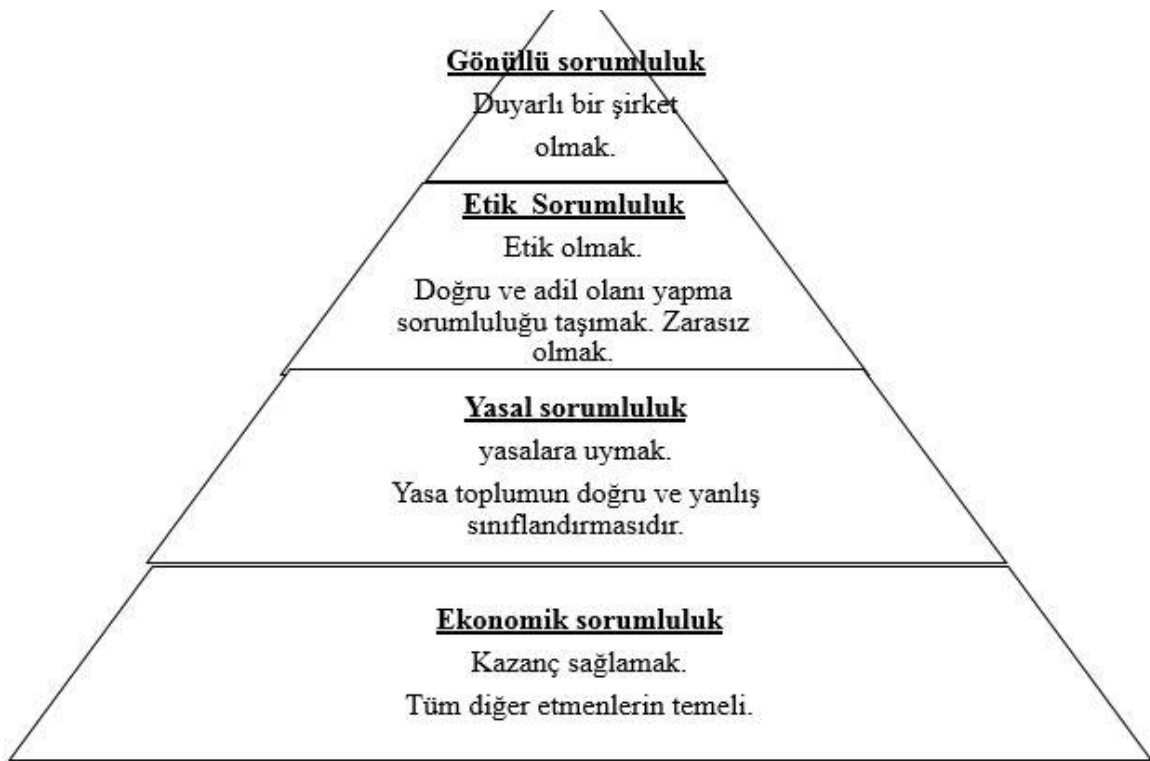 Gönüllü sorumluluk
Duyarlı bir şirket
olmak.
Etik Sorumluluk
Etik olmak.
Doğru ve adil olanı yapma
sorumluluğu taşımak. Zarasız
olmak.
Yasal sorumluluk
yasalara uymak.
Yasa toplumun doğru ve yanlış
sınıflandırmasıdır.
Ekonomik sorumluluk
Kazanç sağlamak.
Tüm diğer etmenlerin temeli.